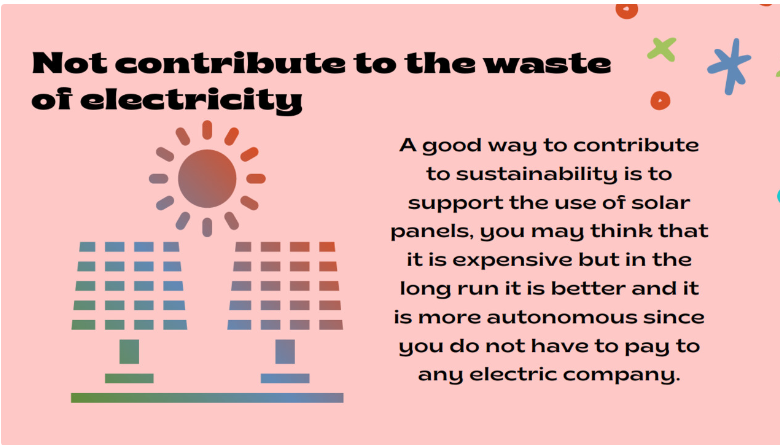 Not contribute to the waste
of electricity
A good way to contribute
to sustainability is to
support the use of solar
panels, you may think that
it is expensive but in the
long run it is better and it
is more autonomous since
you do not have to pay to
any electric company.